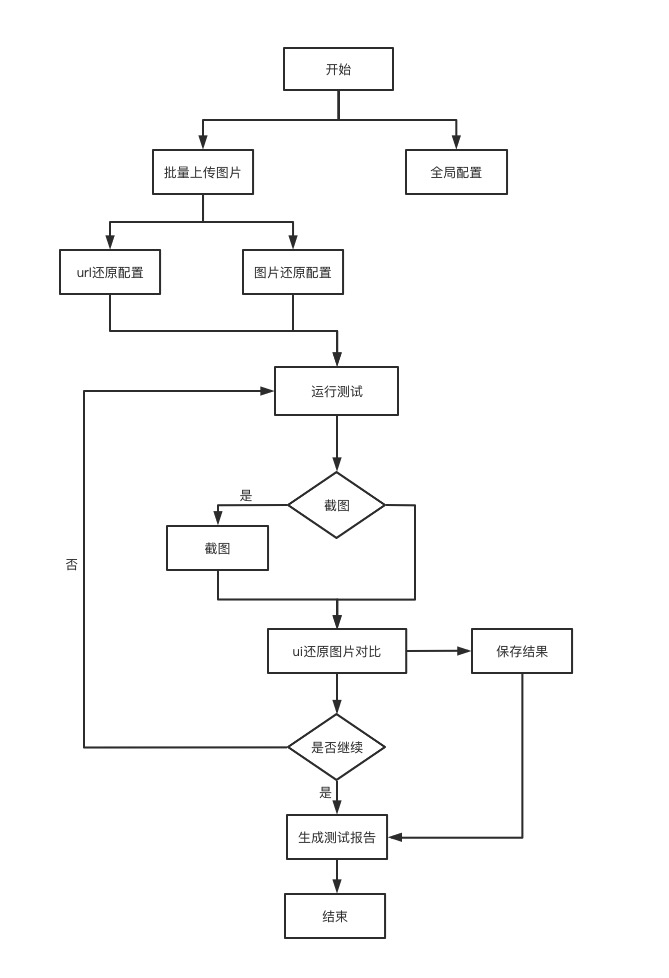 开始
批量上传图片
全局配置
url还原配置
图片还原配置
运行测试
截图
是
截图
否
ui还原图片对比
保存结果
是否继续
是
生成测试报告
结束